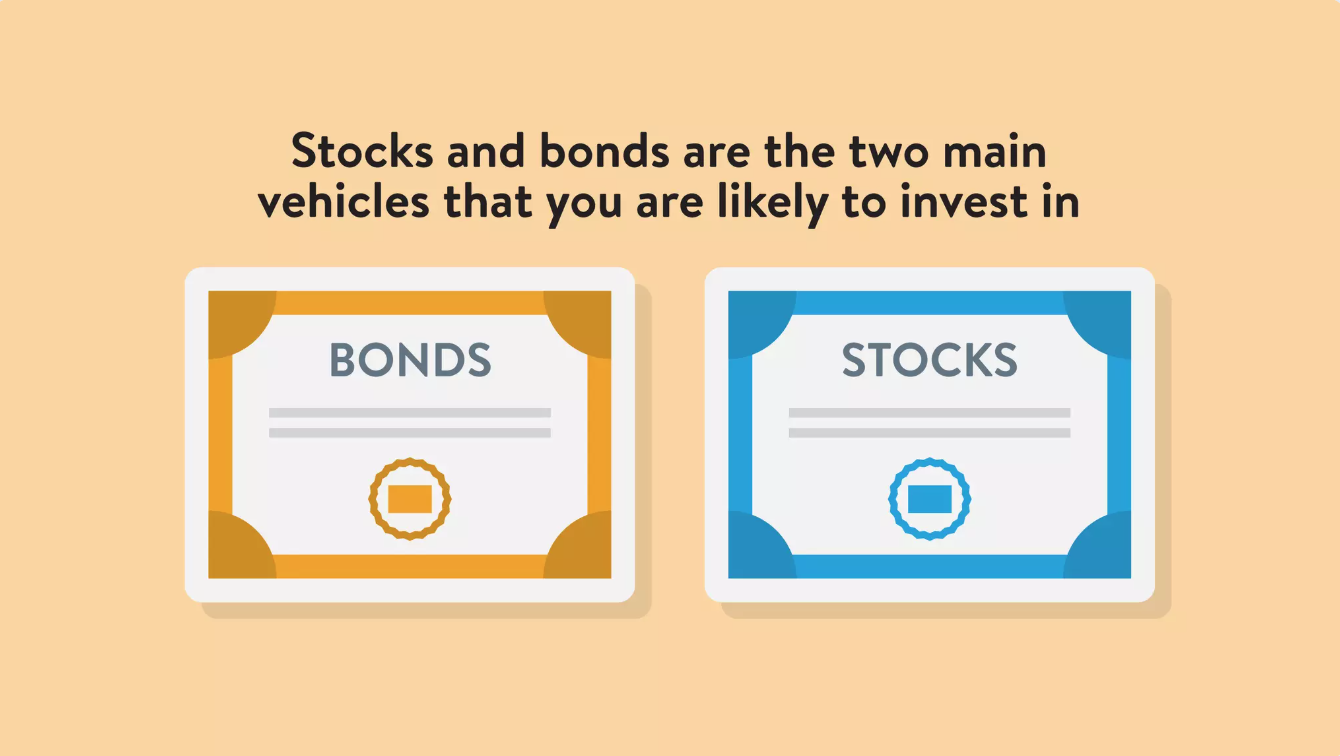 Stocks and bonds are the two main
vehicles that you are likely to invest in
BONDS
STOCKS